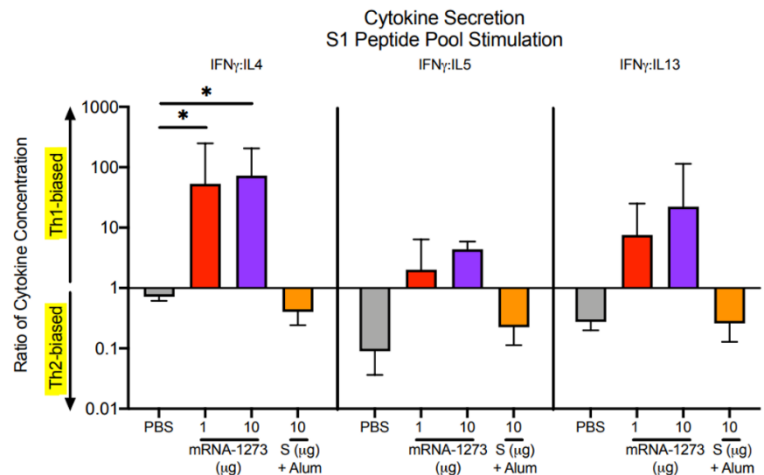 Cytokine Secretion
S1 Peptide Pool Stimulation
IFNγ:IL4 IFNγ:IL5 IFNγ:IL13
Ratio of Cytokine Concentration
Th1-biased
Th2-biased
1000
100
10
1
0.1
0.01
* *
PBS 1 10 10 PBS 1 10 10 PBS 1 10 10
mRNA-1273 S (μg) mRNA-1273 S (μg) mRNA-1273 S (μg)
(μg) + Alum (μg) + Alum (μg) + Alum